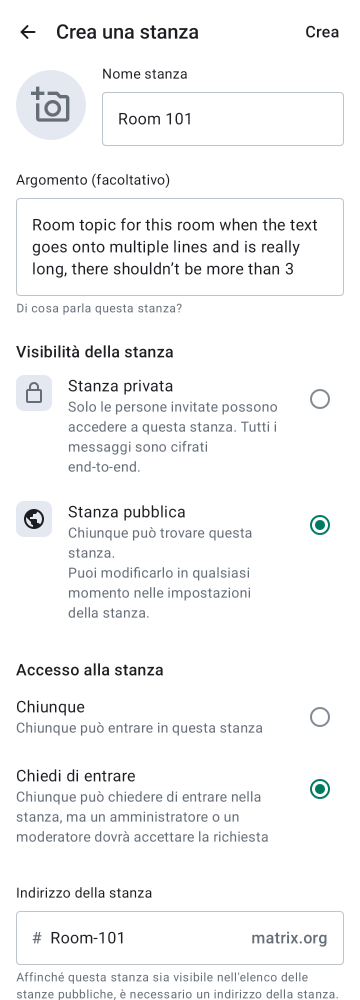 Crea una stanza
Crea
Nome stanza
Room 101
Argomento (facoltativo)
Room topic for this room when the text
goes onto multiple lines and is really
long, there shouldn’t be more than 3
Di cosa parla questa stanza?
Visibilità della stanza
Stanza privata
Solo le persone invitate possono
accedere a questa stanza. Tutti i
messaggi sono cifrati
end-to-end.
Stanza pubblica
Chiunque può trovare questa
stanza.
Puoi modificarlo in qualsiasi
momento nelle impostazioni
della stanza.
Accesso alla stanza
Chiunque
Chiunque può entrare in questa stanza
Chiedi di entrare
Chiunque può chiedere di entrare nella
stanza, ma un amministratore o un
moderatore dovrà accettare la richiesta
Indirizzo della stanza
# Room-101 matrix.org
Affinché questa stanza sia visibile nell'elenco delle
stanze pubbliche, è necessario un indirizzo della stanza.